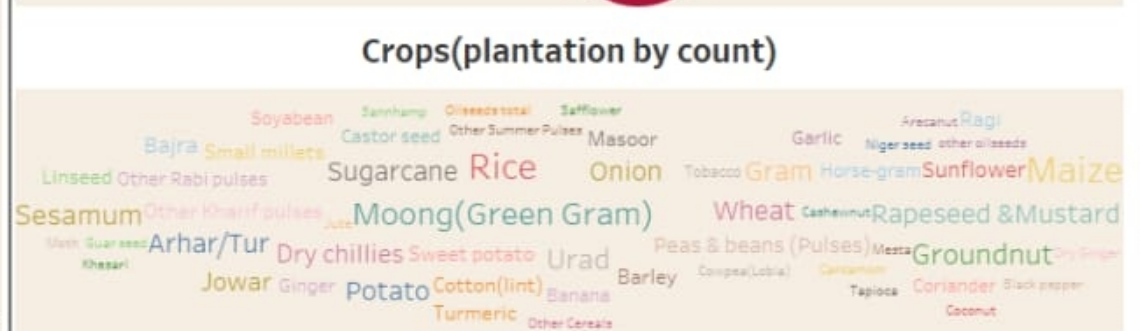 Crops(plantation by count)
Soyabean Sannhamp Oilseeds total Safflower
Castor seed Other Summer Pulses Masoor Garlic Arecanut Ragi
Bajra Small millets Niger seed other oilseeds
Linseed Other Rabi pulses Sugarcane Rice Onion Tobacco Gram Horse-gram Sunflower Maize
Sesamum Other Kharif pulses Jute Moong(Green Gram) Wheat Cashewnut Rapeseed &Mustard
Moth Guar seed Arhar/Tur Dry chillies Sweet potato Urad Peas & beans (Pulses) Mesta Groundnut Dry Ginger
Khesari Barley Cowpea(Lobia) Cardamom
Jowar Ginger Potato Cotton(lint) Banana Tapioca Coriander Black pepper
Turmeric Other Cereals Coconut